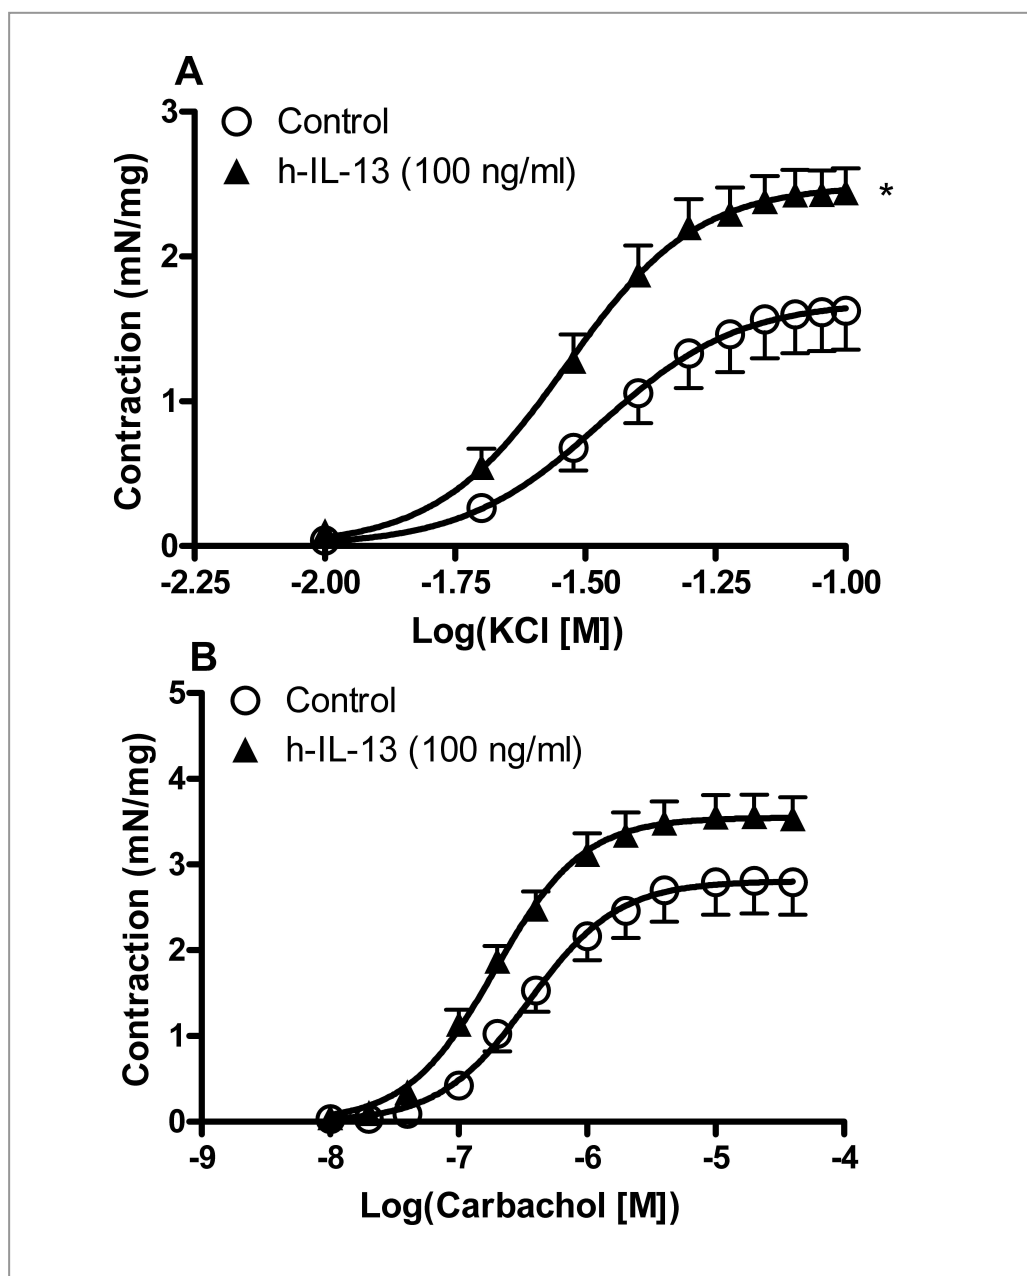 A
3
Control
h-IL-13 (100 ng/ml)
*
2
1
0
Contraction (mN/mg)
-2.25 -2.00 -1.75 -1.50 -1.25 -1.00
Log(KCl [M])
B
5
Control
h-IL-13 (100 ng/ml)
4
3
2
1
0
Contraction (mN/mg)
-9 -8 -7 -6 -5 -4
Log(Carbachol [M])